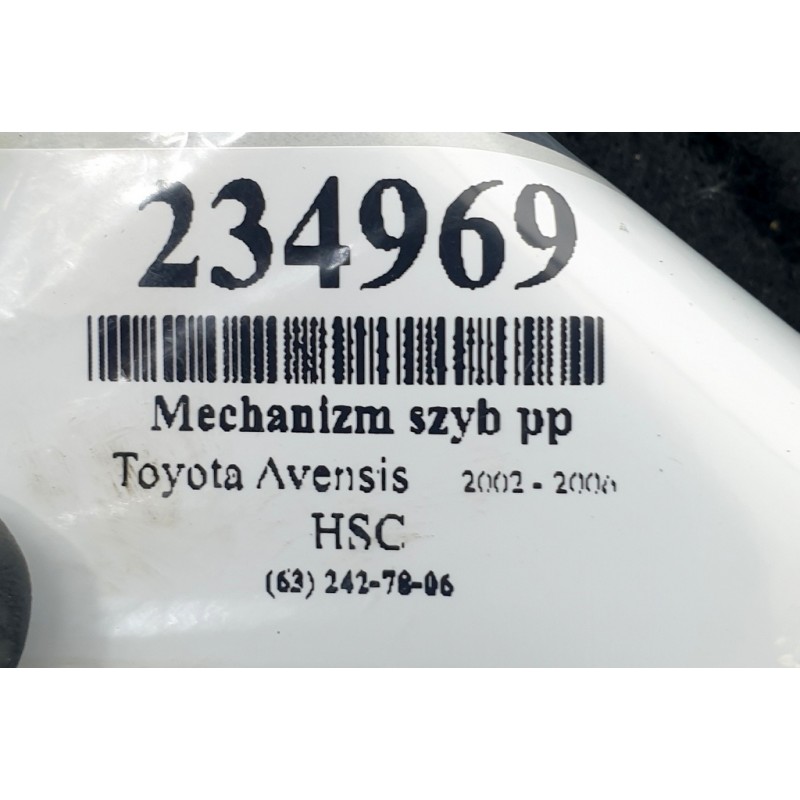 234969
Mechanizm szyb pp
Toyota Avensis 2002 - 2006
HSC
(63) 242-78-06